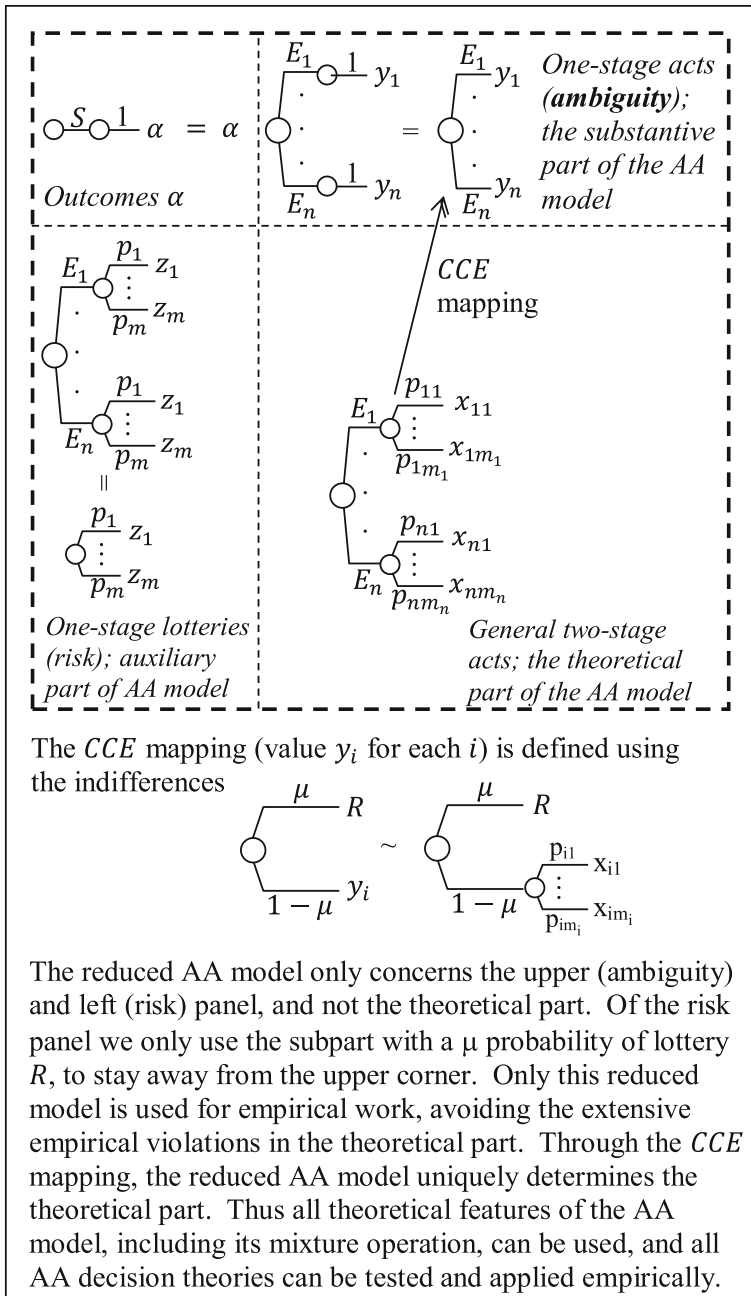 S 1 α = α
Outcomes α
E₁ 1 y₁
Eₙ 1 yₙ
=
E₁ y₁
Eₙ yₙ
One-stage acts
(ambiguity);
the substantive
part of the AA
model
E₁ p₁ z₁
pₘ zₘ
Eₙ p₁ z₁
pₘ zₘ
=
p₁ z₁
pₘ zₘ
One-stage lotteries
(risk); auxiliary
part of AA model
CCE
mapping
E₁ p₁₁ x₁₁
p₁ₘ₁ x₁ₘ₁
Eₙ pₙ₁ xₙ₁
pₙₘₙ xₙₘₙ
General two-stage
acts; the theoretical
part of the AA model
The CCE mapping (value yᵢ for each i) is defined using
the indifferences
μ R
1 − μ yᵢ
~
μ R
1 − μ
pᵢ₁ xᵢ₁
pᵢₘᵢ xᵢₘᵢ
The reduced AA model only concerns the upper (ambiguity)
and left (risk) panel, and not the theoretical part. Of the risk
panel we only use the subpart with a μ probability of lottery
R, to stay away from the upper corner. Only this reduced
model is used for empirical work, avoiding the extensive
empirical violations in the theoretical part. Through the CCE
mapping, the reduced AA model uniquely determines the
theoretical part. Thus all theoretical features of the AA
model, including its mixture operation, can be used, and all
AA decision theories can be tested and applied empirically.